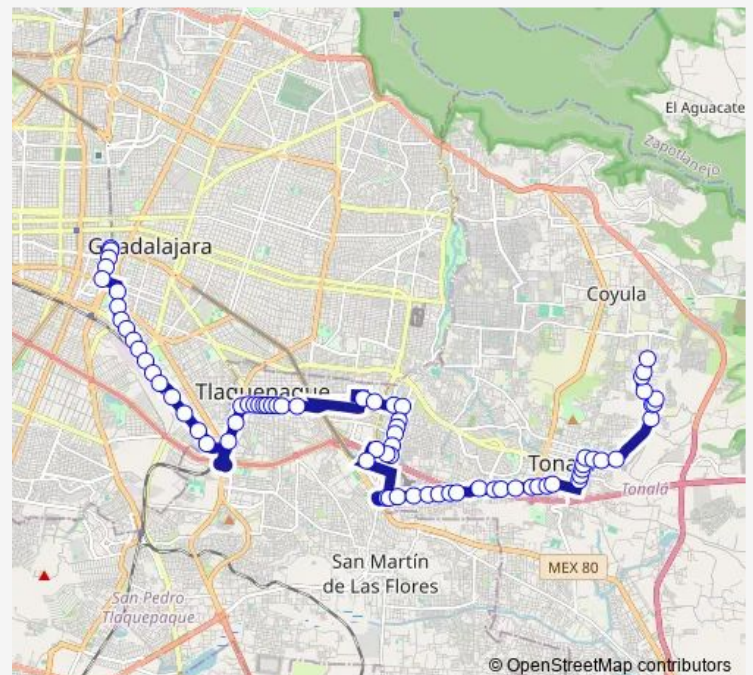 El Aguacate
Zapotlanejo
Guadalajara
Coyula
Tlaquepaque
Tona
Tonalá
San Martín
de Las Flores
MEX 80
San Pedro
Tlaquepaque
© OpenStreetMap contributors